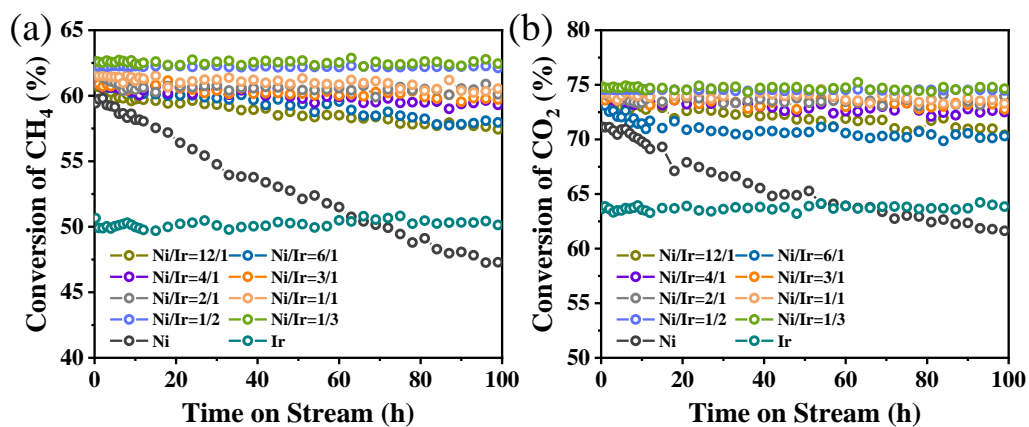 (a)
Conversion of CH4 (%)
65
60
55
50
45
40
Ni/Ir=12/1 Ni/Ir=6/1
Ni/Ir=4/1 Ni/Ir=3/1
Ni/Ir=2/1 Ni/Ir=1/1
Ni/Ir=1/2 Ni/Ir=1/3
Ni Ir
0 20 40 60 80 100
Time on Stream (h)
(b)
Conversion of CO2 (%)
80
75
70
65
60
55
50
Ni/Ir=12/1 Ni/Ir=6/1
Ni/Ir=4/1 Ni/Ir=3/1
Ni/Ir=2/1 Ni/Ir=1/1
Ni/Ir=1/2 Ni/Ir=1/3
Ni Ir
0 20 40 60 80 100
Time on Stream (h)